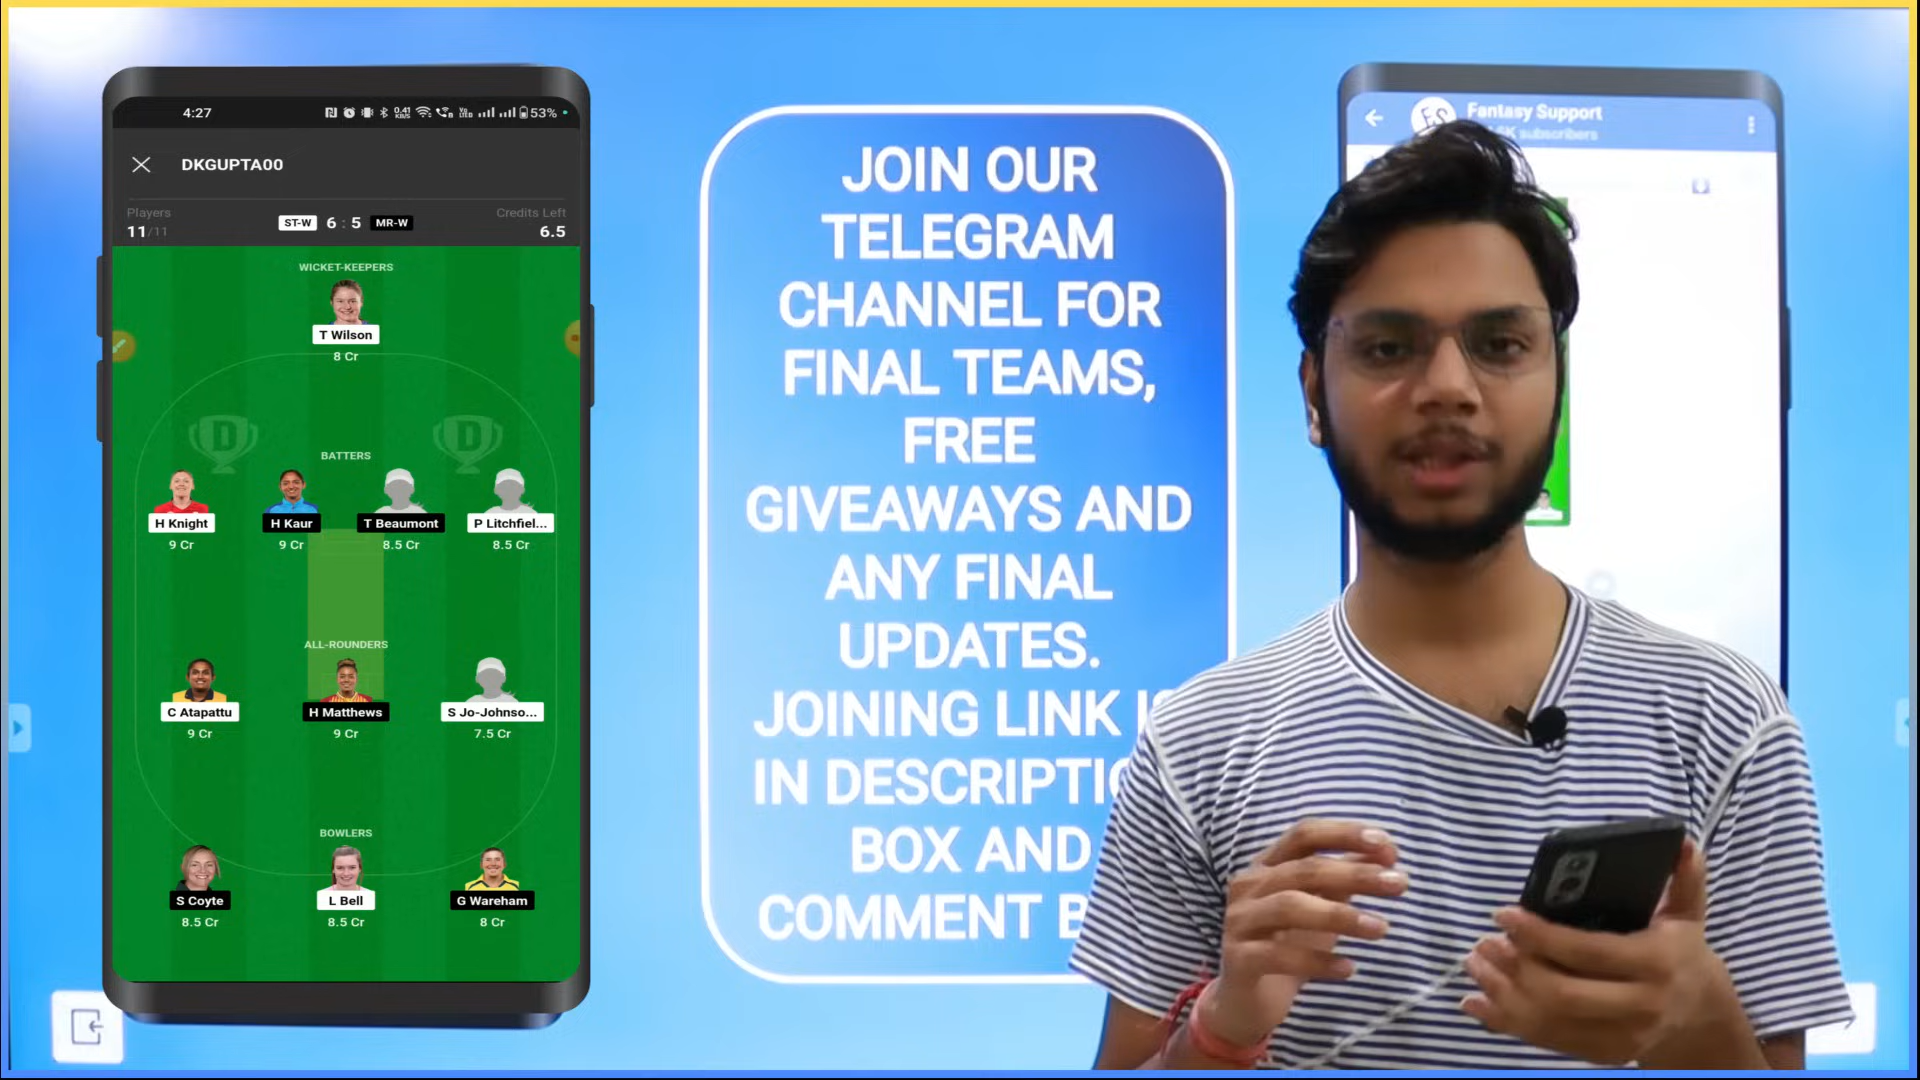 4:27
0.41 KB/S
53%
DKGUPTA00
Players
Credits Left
11/11
ST-W 6 : 5 MR-W
6.5
WICKET-KEEPERS
T Wilson
8 Cr
D D
BATTERS
H Knight H Kaur T Beaumont P Litchfiel...
9 Cr 9 Cr 8.5 Cr 8.5 Cr
ALL-ROUNDERS
C Atapattu H Matthews S Jo-Johnso...
9 Cr 9 Cr 7.5 Cr
BOWLERS
S Coyte L Bell G Wareham
8.5 Cr 8.5 Cr 8 Cr
JOIN OUR
TELEGRAM
CHANNEL FOR
FINAL TEAMS,
FREE
GIVEAWAYS AND
ANY FINAL
UPDATES.
JOINING LINK
IN
BOX AND
COMMENT
Fantasy Support
subscribers